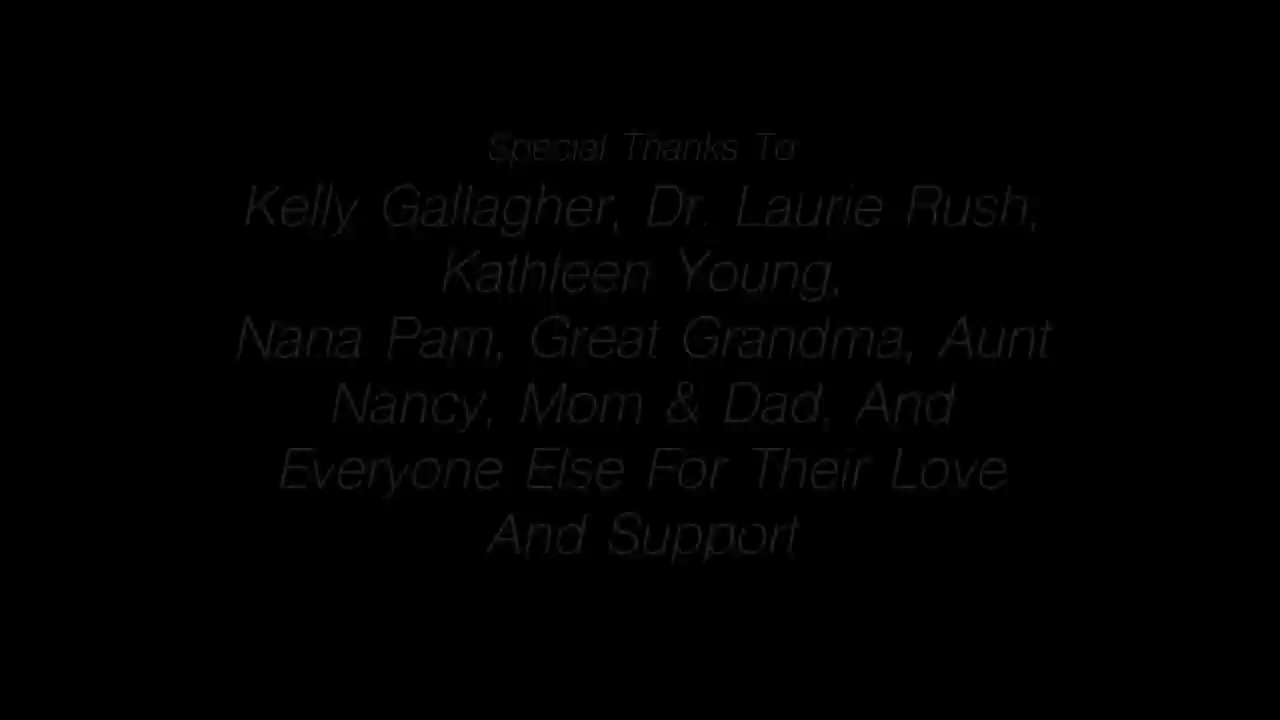 Special Thanks To
Kelly Gallagher, Dr. Laurie Rush,
Kathleen Young,
Nana Pam, Great Grandma, Aunt
Nancy, Mom & Dad, And
Everyone Else For Their Love
And Support